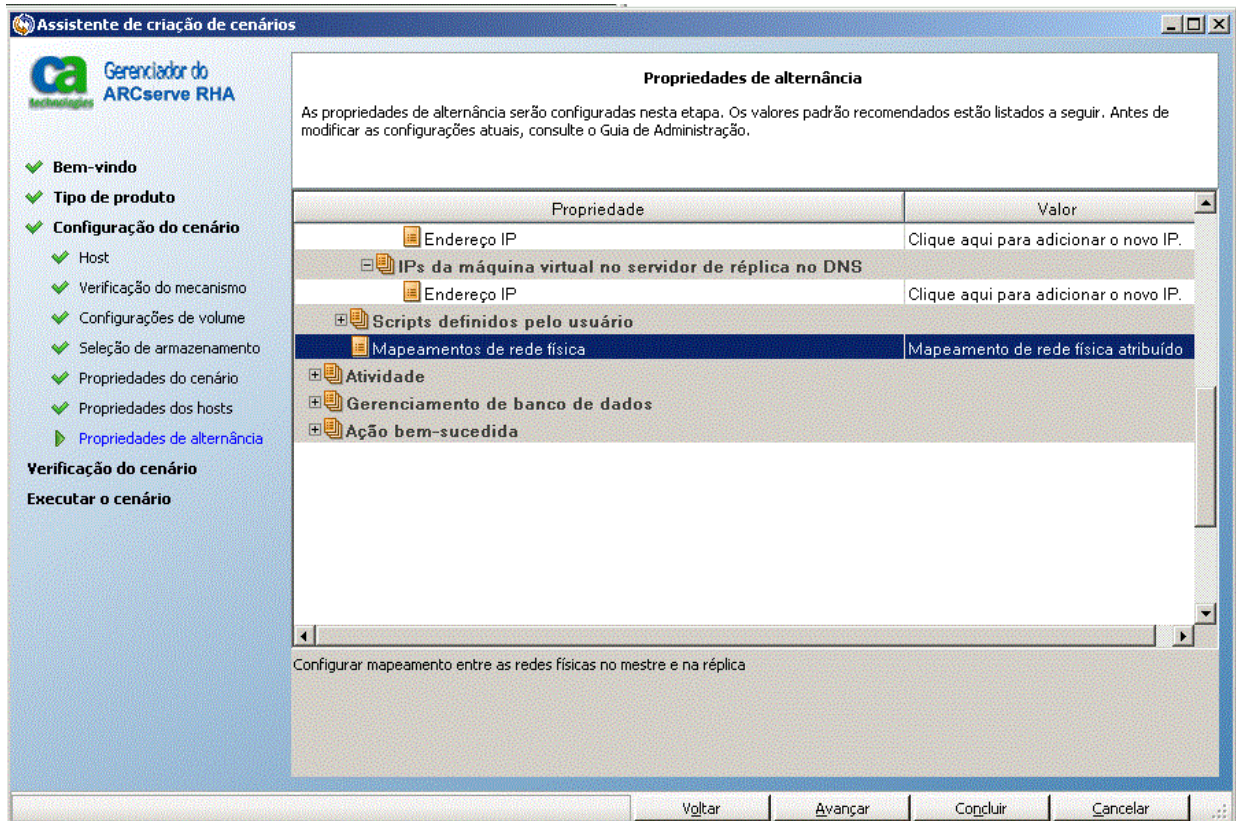 Assistente de criação de cenários
ca
technologies
Gerenciador do
ARCserve RHA
Bem-vindo
Tipo de produto
Configuração do cenário
Host
Verificação do mecanismo
Configurações de volume
Seleção de armazenamento
Propriedades do cenário
Propriedades dos hosts
Propriedades de alternância
Verificação do cenário
Executar o cenário
Propriedades de alternância
As propriedades de alternância serão configuradas nesta etapa. Os valores padrão recomendados estão listados a seguir. Antes de
modificar as configurações atuais, consulte o Guia de Administração.
Propriedade Valor
Endereço IP Clique aqui para adicionar o novo IP.
IPs da máquina virtual no servidor de réplica no DNS
Endereço IP Clique aqui para adicionar o novo IP.
Scripts definidos pelo usuário
Mapeamentos de rede física Mapeamento de rede física atribuído
Atividade
Gerenciamento de banco de dados
Ação bem-sucedida
Configurar mapeamento entre as redes físicas no mestre e na réplica
Voltar Avançar Concluir Cancelar